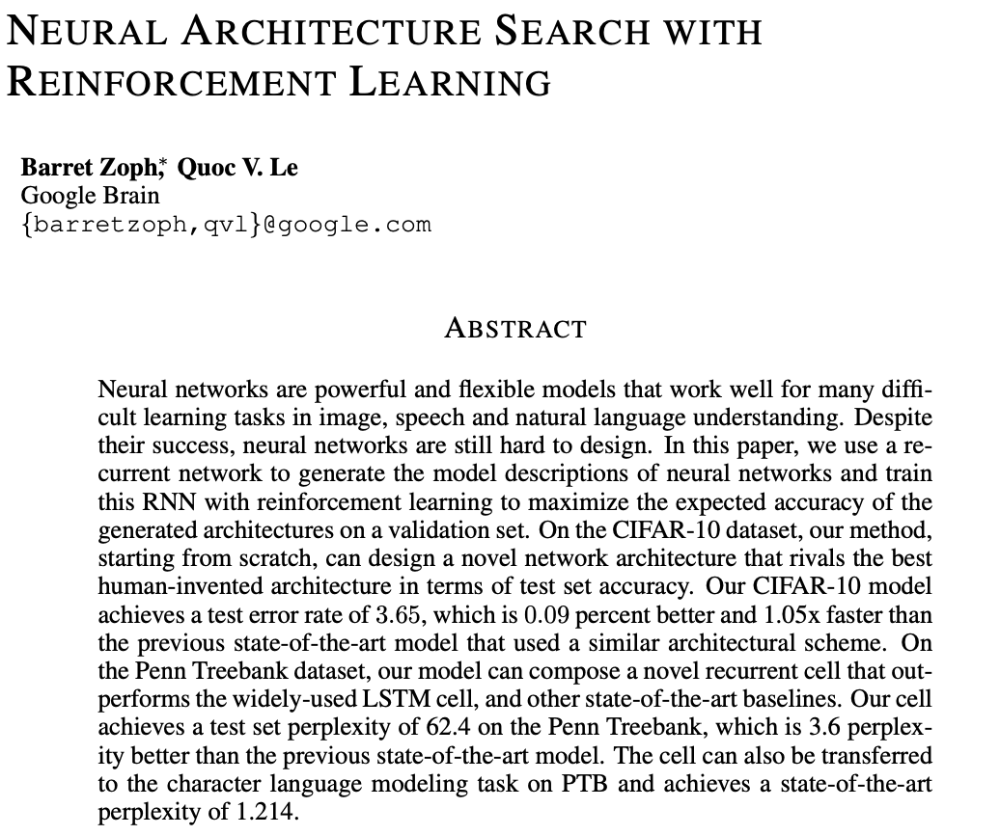 NEURAL ARCHITECTURE SEARCH WITH
REINFORCEMENT LEARNING
Barret Zoph,* Quoc V. Le
Google Brain
{barretzoph,qvl}@google.com
ABSTRACT
Neural networks are powerful and flexible models that work well for many diffi-
cult learning tasks in image, speech and natural language understanding. Despite
their success, neural networks are still hard to design. In this paper, we use a re-
current network to generate the model descriptions of neural networks and train
this RNN with reinforcement learning to maximize the expected accuracy of the
generated architectures on a validation set. On the CIFAR-10 dataset, our method,
starting from scratch, can design a novel network architecture that rivals the best
human-invented architecture in terms of test set accuracy. Our CIFAR-10 model
achieves a test error rate of 3.65, which is 0.09 percent better and 1.05x faster than
the previous state-of-the-art model that used a similar architectural scheme. On
the Penn Treebank dataset, our model can compose a novel recurrent cell that out-
performs the widely-used LSTM cell, and other state-of-the-art baselines. Our cell
achieves a test set perplexity of 62.4 on the Penn Treebank, which is 3.6 perplex-
ity better than the previous state-of-the-art model. The cell can also be transferred
to the character language modeling task on PTB and achieves a state-of-the-art
perplexity of 1.214.